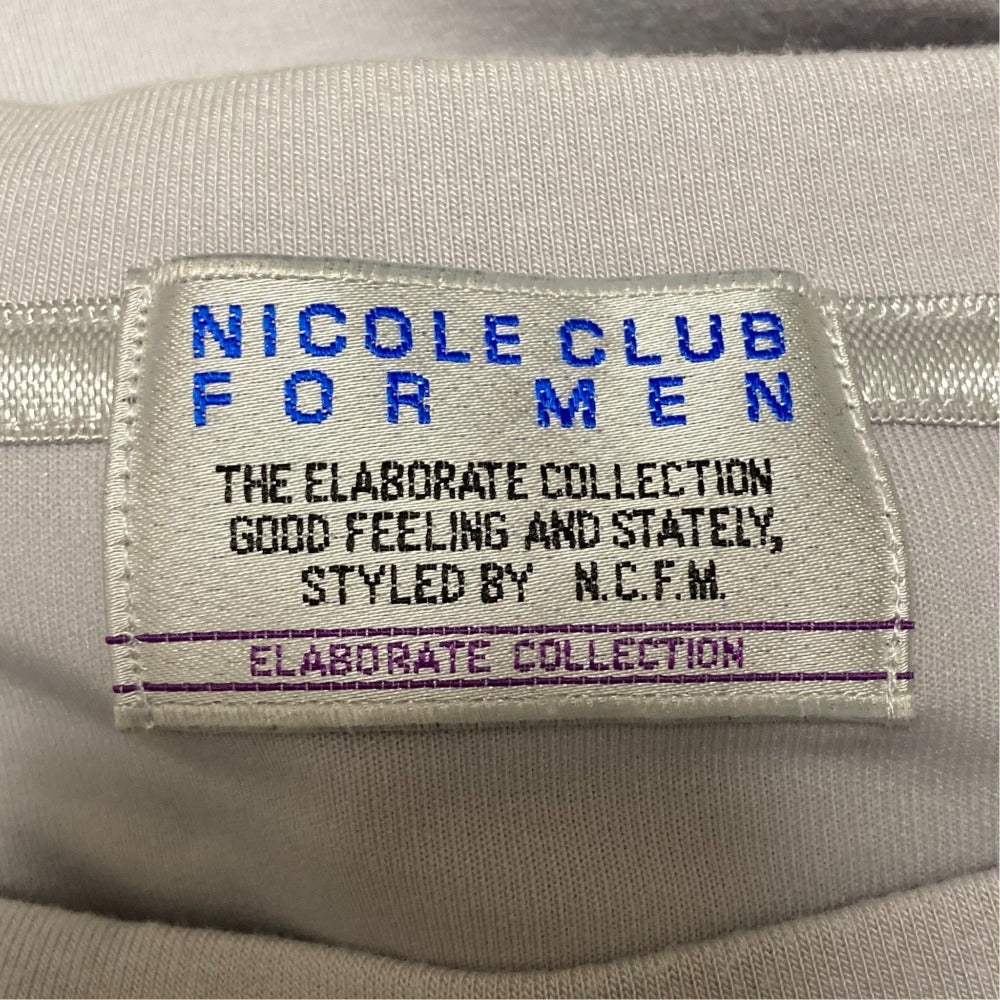 NICOLE CLUB
FOR MEN
THE ELABORATE COLLECTION
GOOD FEELING AND STATELY,
STYLED BY N.C.F.M.
ELABORATE COLLECTION